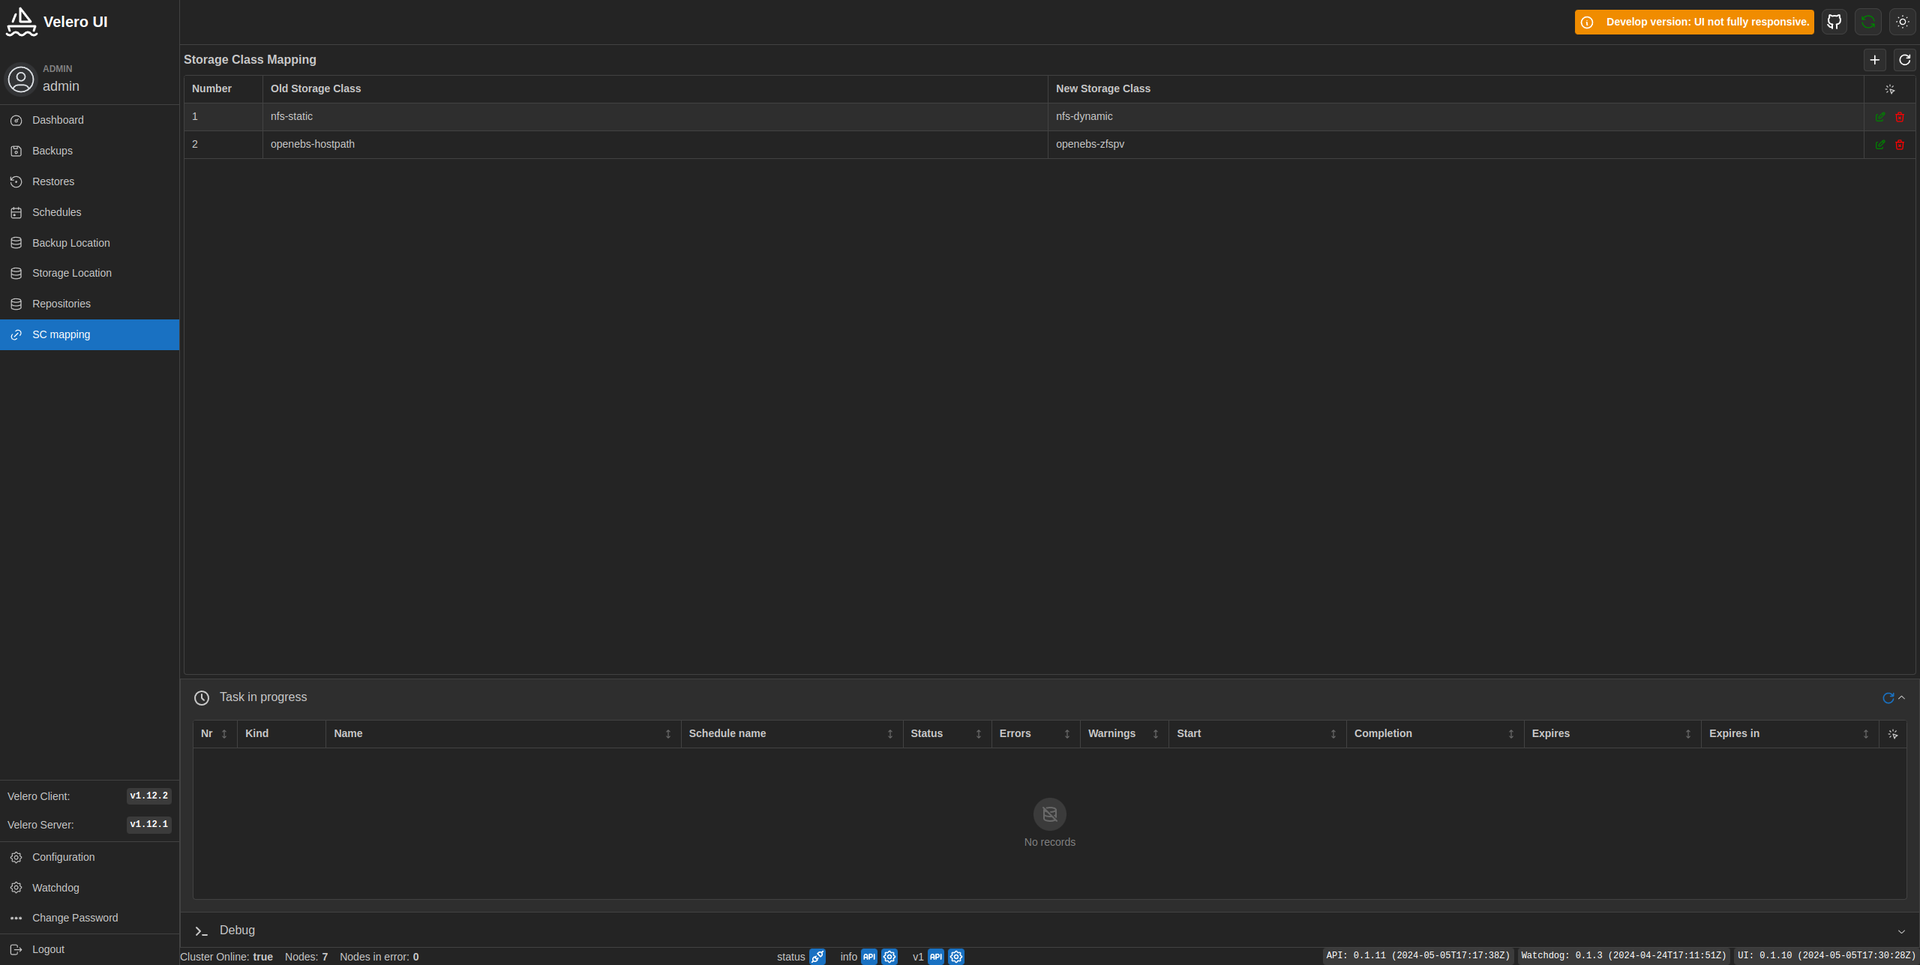 Velero UI
Develop version: UI not fully responsive.
ADMIN
admin
Dashboard
Backups
Restores
Schedules
Backup Location
Storage Location
Repositories
SC mapping
Velero Client: v1.12.2
Velero Server: v1.12.1
Configuration
Watchdog
Change Password
Logout
Storage Class Mapping
Number Old Storage Class New Storage Class
1 nfs-static nfs-dynamic
2 openebs-hostpath openebs-zfspv
Task in progress
Nr Kind Name Schedule name Status Errors Warnings Start Completion Expires Expires in
No records
Debug
Cluster Online: true Nodes: 7 Nodes in error: 0 status info API v1 API API: 0.1.11 (2024-05-05T17:17:38Z) Watchdog: 0.1.3 (2024-04-24T17:11:51Z) UI: 0.1.10 (2024-05-05T17:30:28Z)